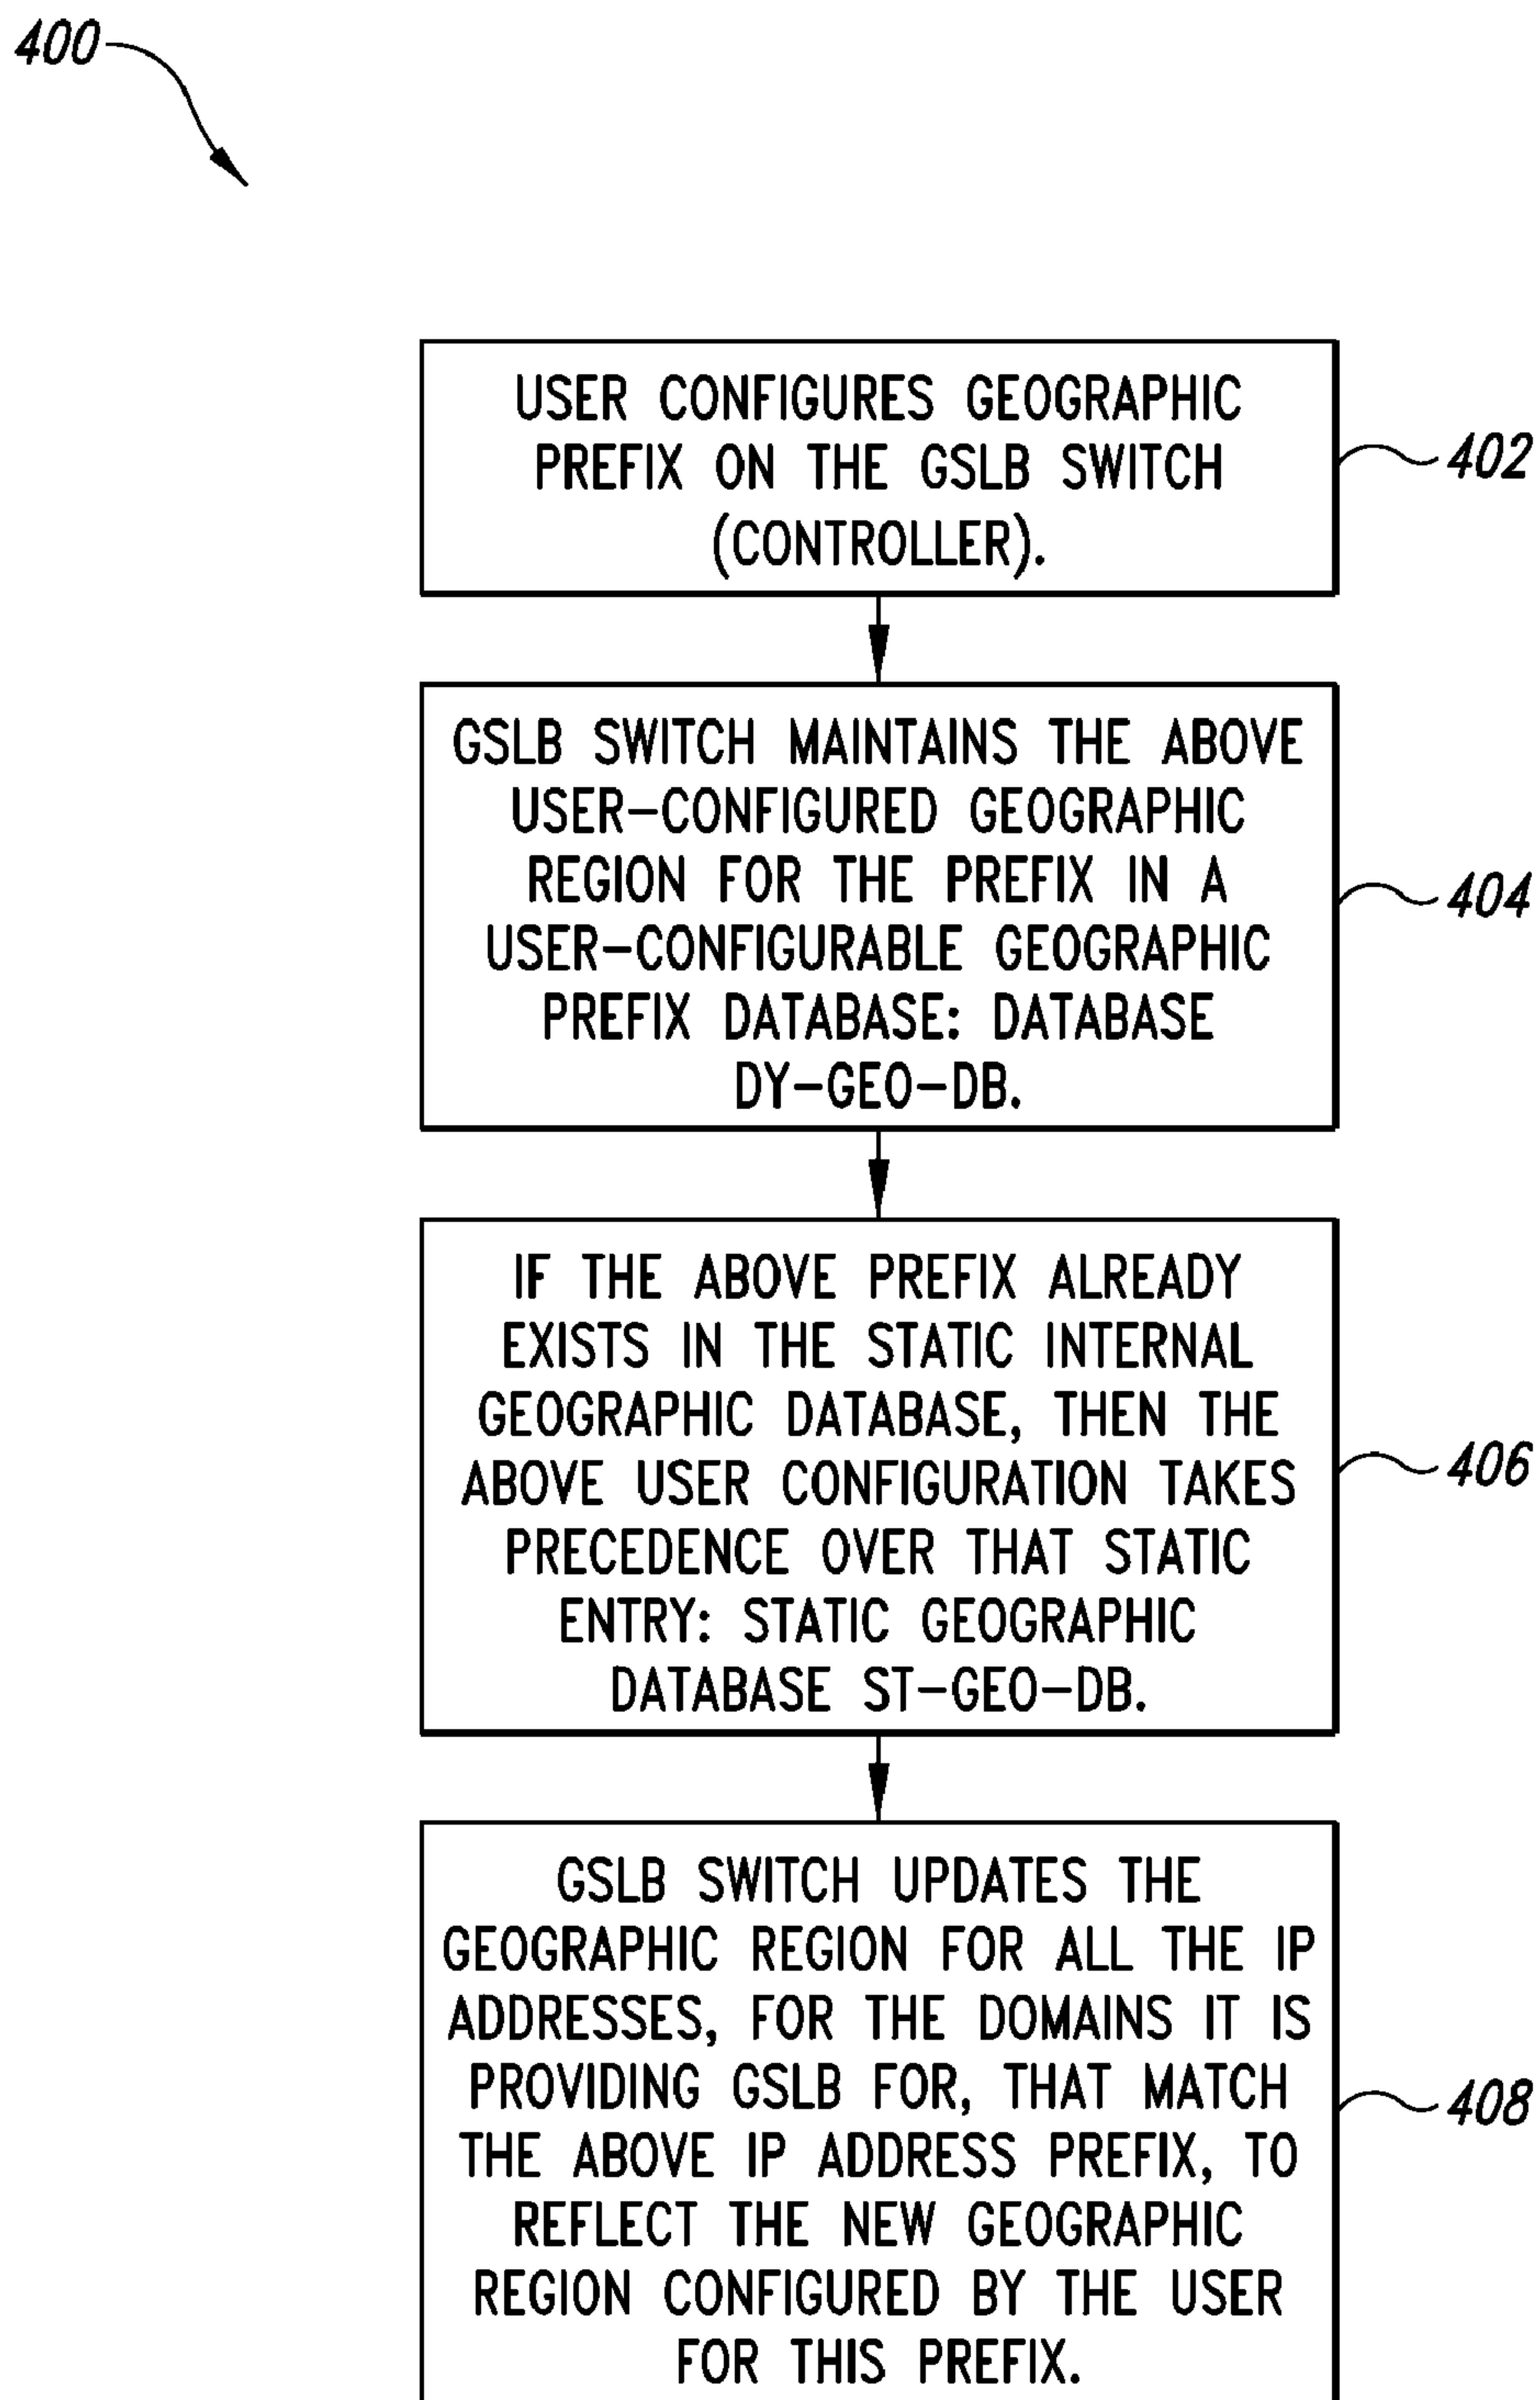 400
USER CONFIGURES GEOGRAPHIC
PREFIX ON THE GSLB SWITCH
(CONTROLLER).
402
GSLB SWITCH MAINTAINS THE ABOVE
USER-CONFIGURED GEOGRAPHIC
REGION FOR THE PREFIX IN A
USER-CONFIGURABLE GEOGRAPHIC
PREFIX DATABASE: DATABASE
DY-GEO-DB.
404
IF THE ABOVE PREFIX ALREADY
EXISTS IN THE STATIC INTERNAL
GEOGRAPHIC DATABASE, THEN THE
ABOVE USER CONFIGURATION TAKES
PRECEDENCE OVER THAT STATIC
ENTRY: STATIC GEOGRAPHIC
DATABASE ST-GEO-DB.
406
GSLB SWITCH UPDATES THE
GEOGRAPHIC REGION FOR ALL THE IP
ADDRESSES, FOR THE DOMAINS IT IS
PROVIDING GSLB FOR, THAT MATCH
THE ABOVE IP ADDRESS PREFIX, TO
REFLECT THE NEW GEOGRAPHIC
REGION CONFIGURED BY THE USER
FOR THIS PREFIX.
408